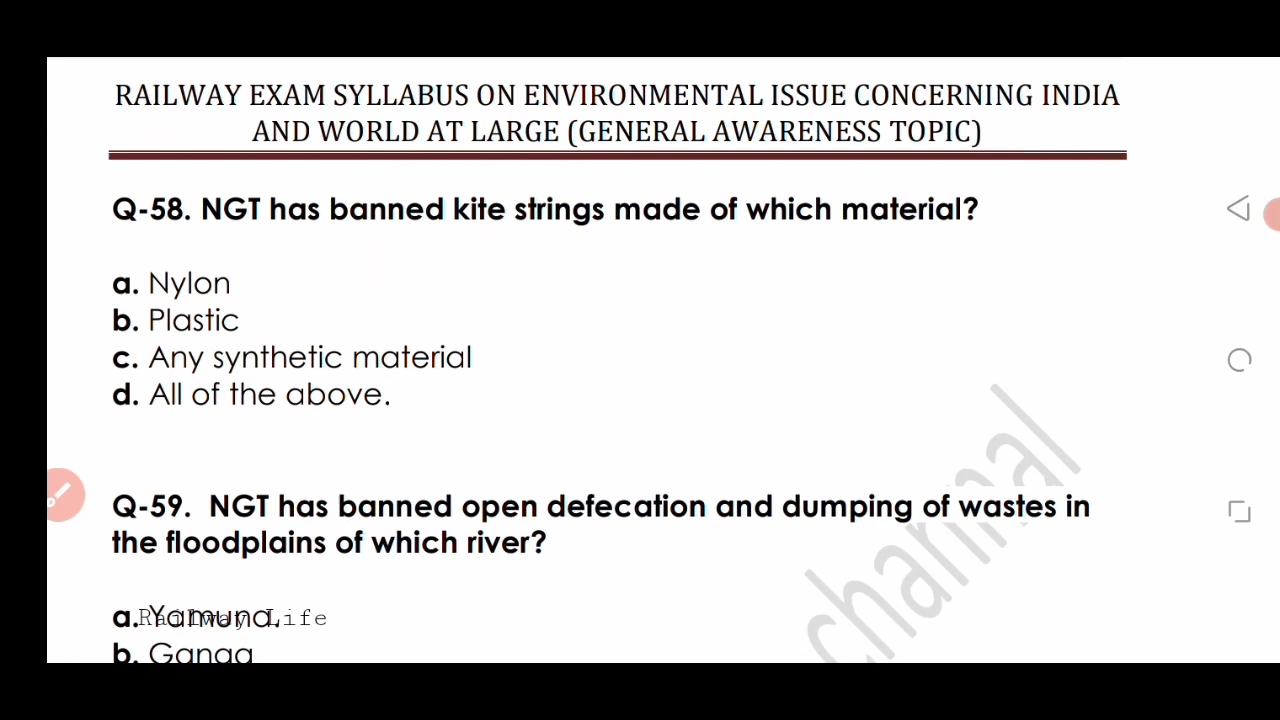 RAILWAY EXAM SYLLABUS ON ENVIRONMENTAL ISSUE CONCERNING INDIA
AND WORLD AT LARGE (GENERAL AWARENESS TOPIC)
Q-58. NGT has banned kite strings made of which material?
a. Nylon
b. Plastic
c. Any synthetic material
d. All of the above.
Q-59. NGT has banned open defecation and dumping of wastes in
the floodplains of which river?
a. Yamuna.
Railway Life
b. Ganga